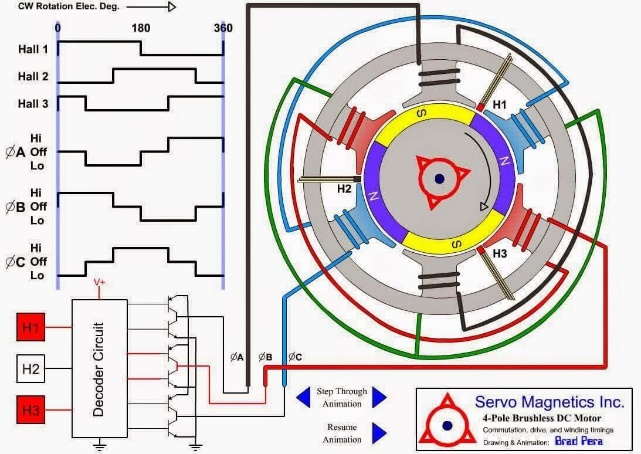 CW Rotation Elec. Deg.
0 180 360
Hall 1
Hall 2
Hall 3
Hi
ØA Off
Lo
Hi
ØB Off
Lo
Hi
ØC Off
Lo
V+
H1
H2
H3
Decoder Circuit
ØA ØB ØC
H1
H2
H3
S
N
N
S
Step Through
Animation
Resume
Animation
Servo Magnetics Inc.
4-Pole Brushless DC Motor
Commutation, drive, and winding timings
Drawing & Animation: Brad Pera